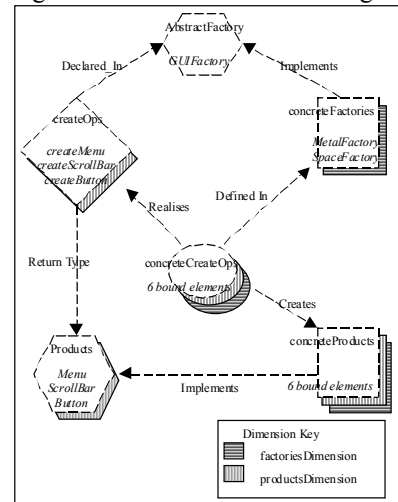 AbstractFactory
GUIFactory
Declared_In
Implements
createOps
createMenu
createScrollBar
createButton
concreteFactories
MetalFactory
SpaceFactory
Realises
Defined In
Return Type
concreteCreateOps
6 bound elements
Creates
Products
Menu
ScrollBar
Button
Implements
concreteProducts
6 bound elements
Dimension Key
factoriesDimension
productsDimension